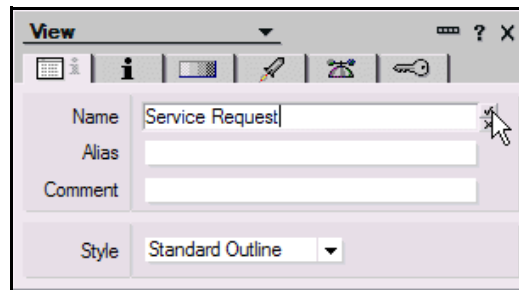 View ? X
i i
Name Service Request
Alias
Comment
Style Standard Outline